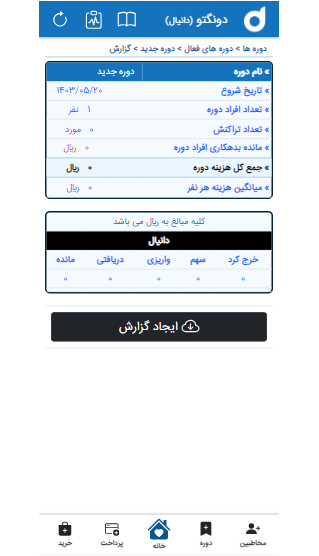 دونگتو (دانیال)
دوره ها > دوره های فعال > دوره جدید > گزارش
» نام دوره دوره جدید
» تاریخ شروع ۱۴۰۳/۰۵/۲۰
» تعداد افراد دوره ۱ نفر
» تعداد تراکنش ۰ مورد
» مانده بدهکاری افراد دوره ۰ ریال
» جمع کل هزینه دوره ۰ ریال
» میانگین هزینه هر نفر ۰ ریال
کلیه مبالغ به ریال می باشد
دانیال
خرج کرد سهم واریزی دریافتی مانده
۰ ۰ ۰ ۰ ۰
ایجاد گزارش
مخاطبین دوره خانه پرداخت خرید